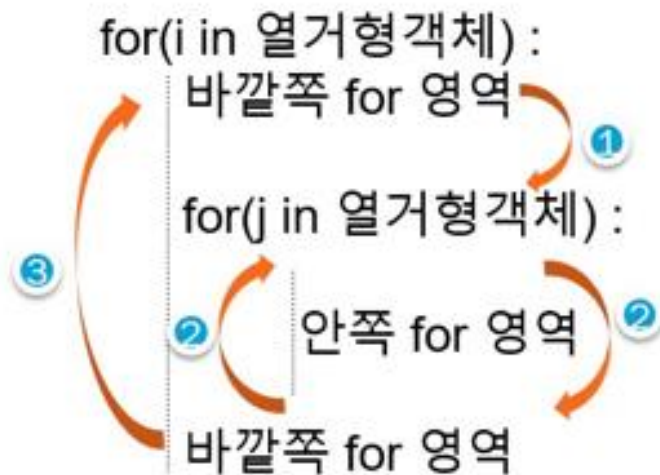 for(i in 열거형객체) :
바깥쪽 for 영역
1
for(j in 열거형객체) :
3
2
안쪽 for 영역
2
바깥쪽 for 영역